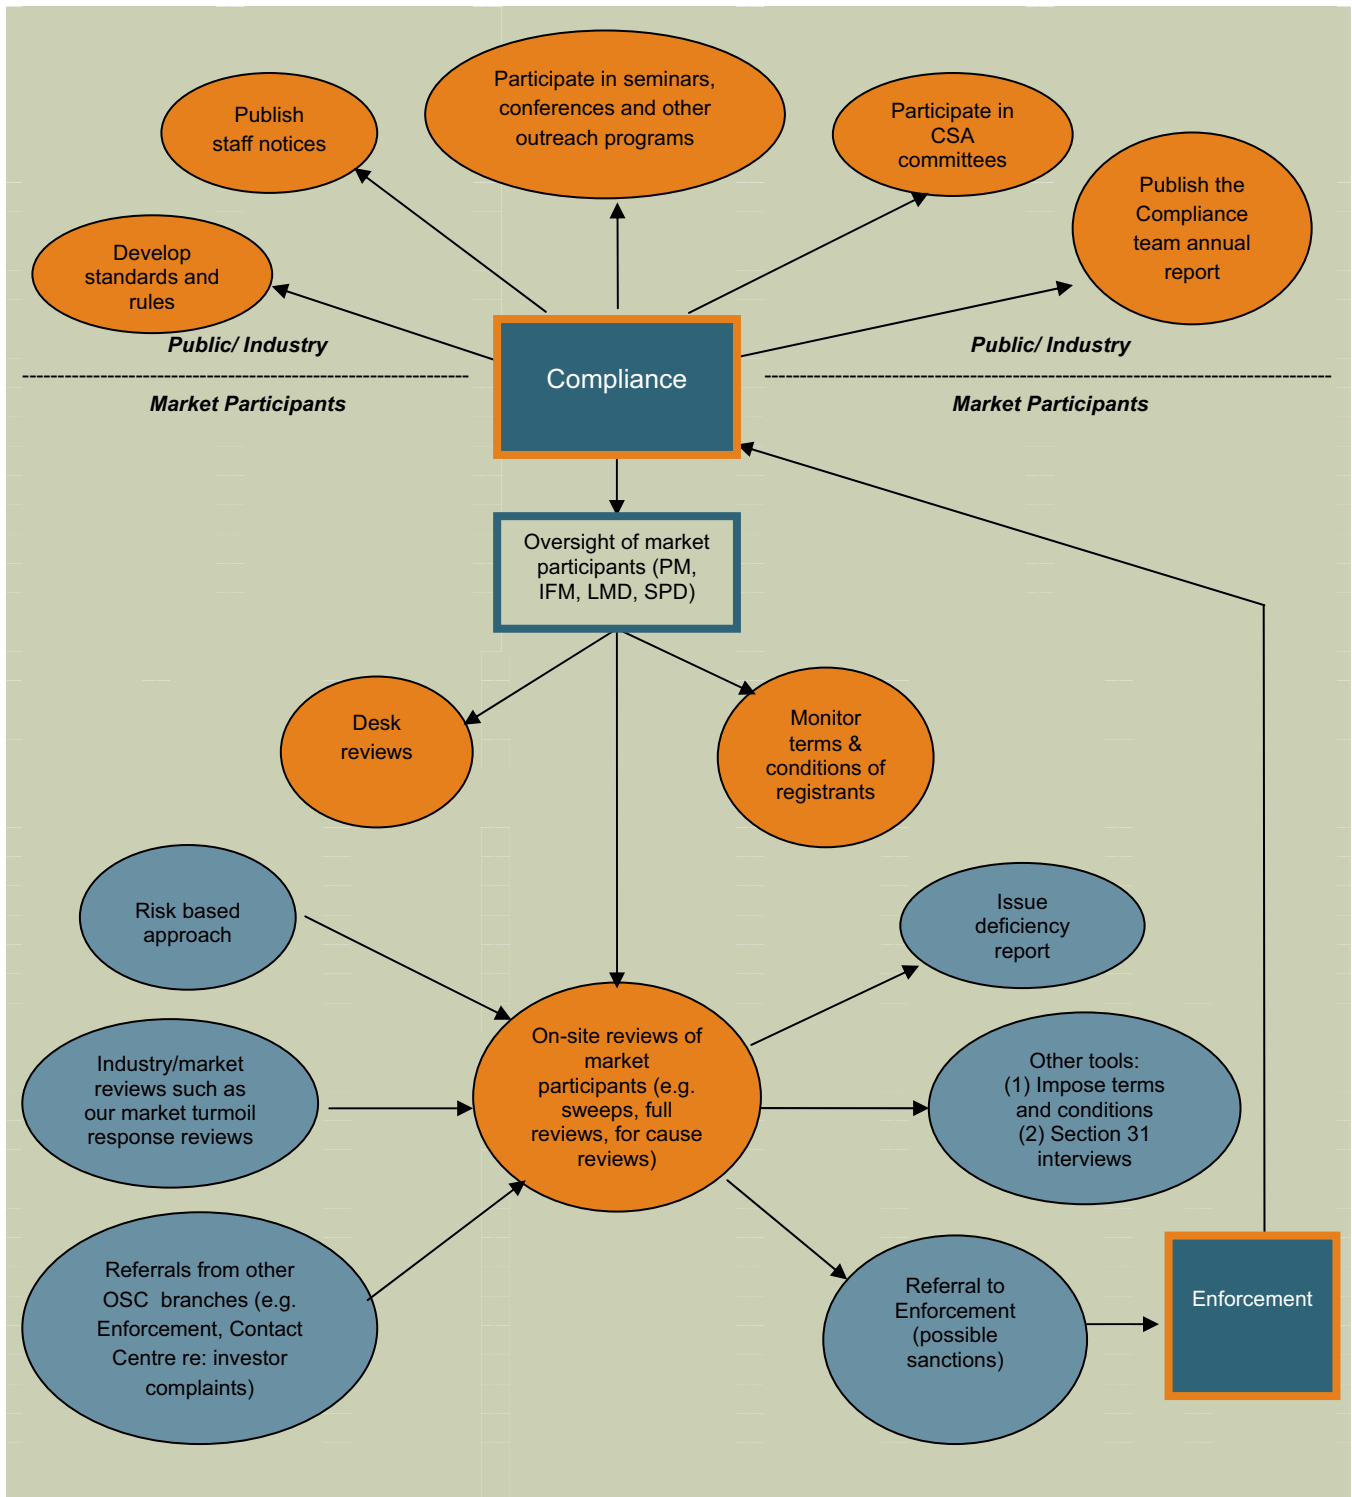 Participate in seminars,
conferences and other
outreach programs
Publish
staff notices
Participate in
CSA
committees
Publish the
Compliance
team annual
report
Develop
standards and
rules
Public/ Industry
Public/ Industry
Compliance
Market Participants
Market Participants
Oversight of market
participants (PM,
IFM, LMD, SPD)
Desk
reviews
Monitor
terms &
conditions of
registrants
Risk based
approach
Issue
deficiency
report
Industry/market
reviews such as
our market turmoil
response reviews
On-site reviews of
market
participants (e.g.
sweeps, full
reviews, for cause
reviews)
Other tools:
(1) Impose terms
and conditions
(2) Section 31
interviews
Referrals from other
OSC  branches (e.g.
Enforcement, Contact
Centre re: investor
complaints)
Referral to
Enforcement
(possible
sanctions)
Enforcement